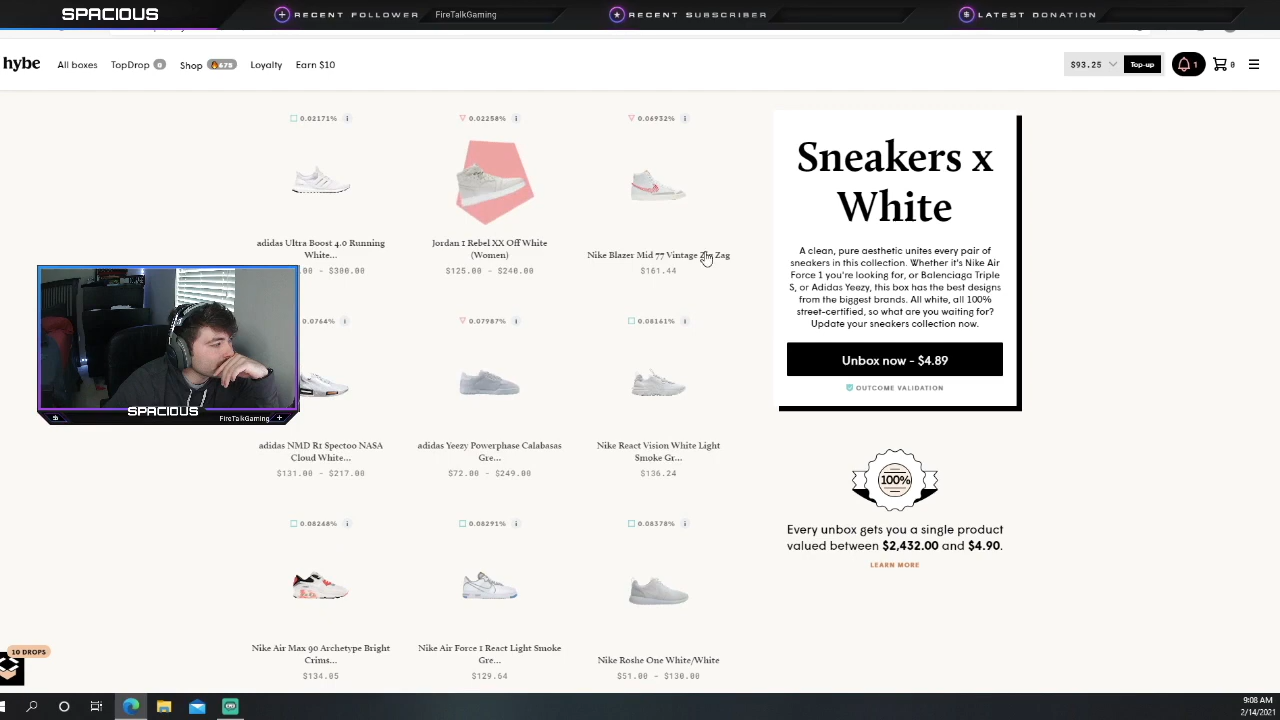 SPACIOUS
RECENT FOLLOWER FireTalkGaming
RECENT SUBSCRIBER
LATEST DONATION
hybe
All boxes
TopDrop 0
Shop 678
Loyalty
Earn $10
$93.25
Top-up
1
0
0.02171% i
0.02258% i
0.06932% i
adidas Ultra Boost 4.0 Running
White...
.00 - $300.00
Jordan 1 Rebel XX Off White
(Women)
$125.00 - $240.00
Nike Blazer Mid 77 Vintage Zig Zag
$161.44
.0764% i
0.07987% i
0.08161% i
adidas NMD R1 Spectoo NASA
Cloud White...
$131.00 - $217.00
adidas Yeezy Powerphase Calabasas
Gre...
$72.00 - $249.00
Nike React Vision White Light
Smoke Gr...
$136.24
0.08248% i
0.08291% i
0.08378% i
Nike Air Max 90 Archetype Bright
Crims...
$134.05
Nike Air Force 1 React Light Smoke
Gre...
$129.64
Nike Roshe One White/White
$51.00 - $130.00
SPACIOUS
FireTalkGaming
10 DROPS
Sneakers x
White
A clean, pure aesthetic unites every pair of
sneakers in this collection. Whether it's Nike Air
Force 1 you're looking for, or Balenciaga Triple
S, or Adidas Yeezy, this box has the best designs
from the biggest brands. All white, all 100%
street-certified, so what are you waiting for?
Update your sneakers collection now.
Unbox now - $4.89
OUTCOME VALIDATION
100%
Every unbox gets you a single product
valued between $2,432.00 and $4.90.
LEARN MORE
9:08 AM
2/14/2021